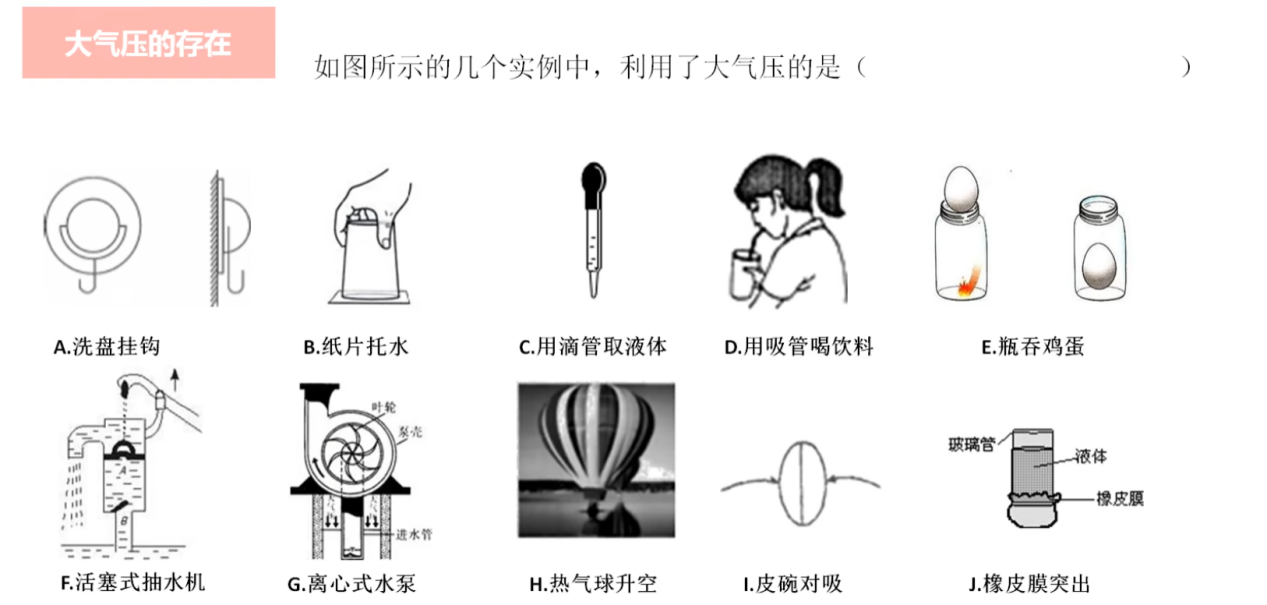 大气压的存在
如图所示的几个实例中，利用了大气压的是（ ）
A.洗盘挂钩
B.纸片托水
C.用滴管取液体
D.用吸管喝饮料
E.瓶吞鸡蛋
A
B
叶轮
泵壳
进水管
玻璃管
液体
橡皮膜
F.活塞式抽水机
G.离心式水泵
H.热气球升空
I.皮碗对吸
J.橡皮膜突出